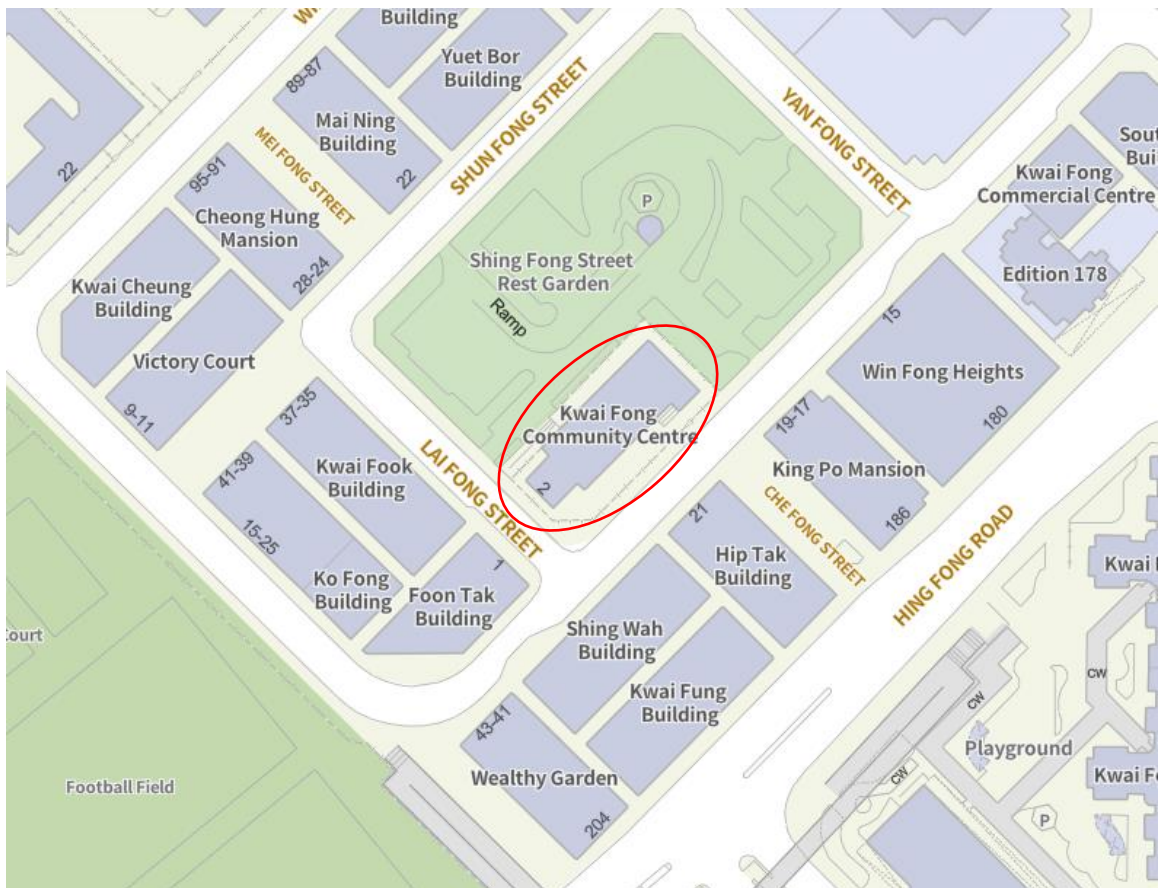 Building
Yuet Bor
Building
89-87
Mai Ning
Building
22
MEI FONG STREET
SHUN FONG STREET
YAN FONG STREET
22
95-91
Cheong Hung
Mansion
28-24
Kwai Cheung
Building
Victory Court
9-11
Shing Fong Street
Rest Garden
P
Ramp
Kwai Fong
Commercial Centre
Edition 178
15
Win Fong Heights
180
Kwai Fong
Community Centre
2
37-35
Kwai Fook
Building
LAI FONG STREET
41-39
15-25
Ko Fong
Building
1
Foon Tak
Building
19-17
King Po Mansion
186
CHE FONG STREET
21
Hip Tak
Building
HING FONG ROAD
Shing Wah
Building
Kwai Fung
Building
43-41
Wealthy Garden
204
Football Field
Playground
CW
CW
CW
P
Kwai
Kwai